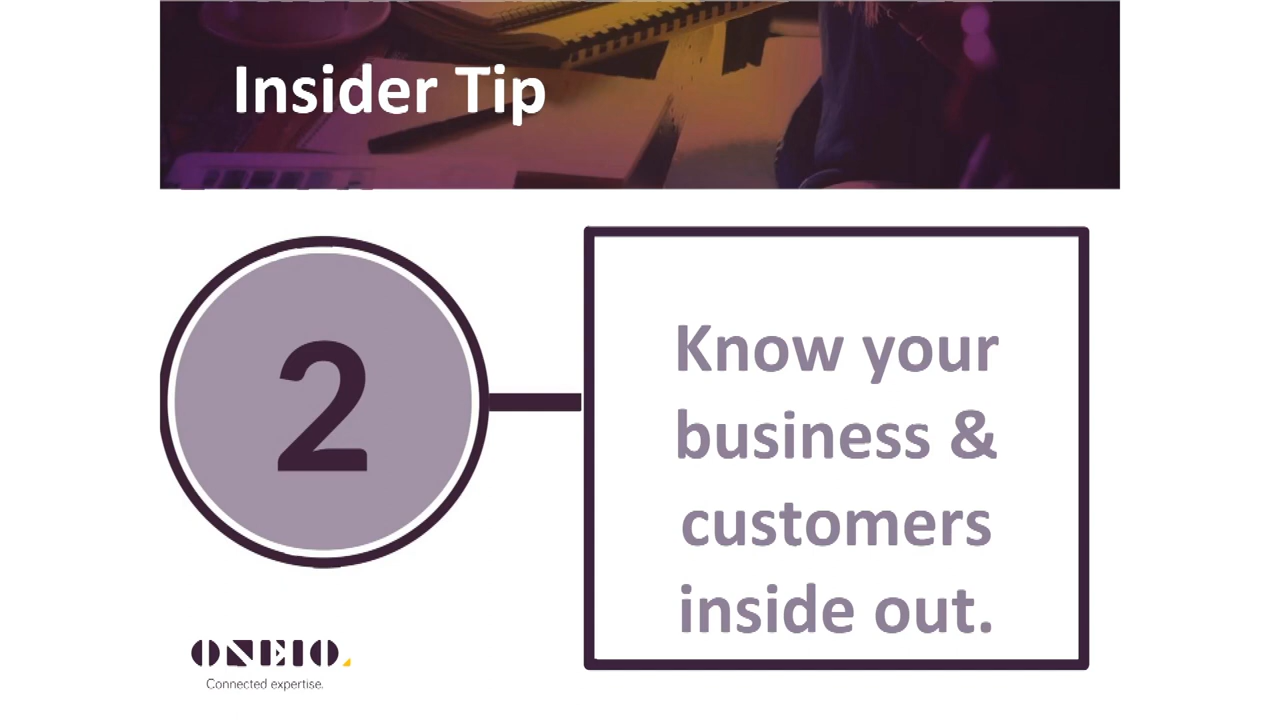 Insider Tip
2
Know your
business &
customers
inside out.
ONEIO.
Connected expertise.